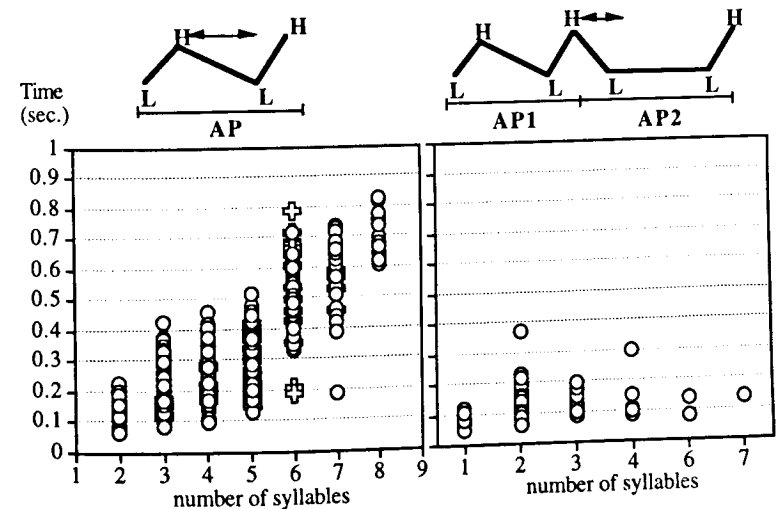 H H
L L
AP
H H
L L L
AP1 AP2
Time
(sec.)
1
0.9
0.8
0.7
0.6
0.5
0.4
0.3
0.2
0.1
0
1 2 3 4 5 6 7 8 9
number of syllables
1 2 3 4 6 7
number of syllables